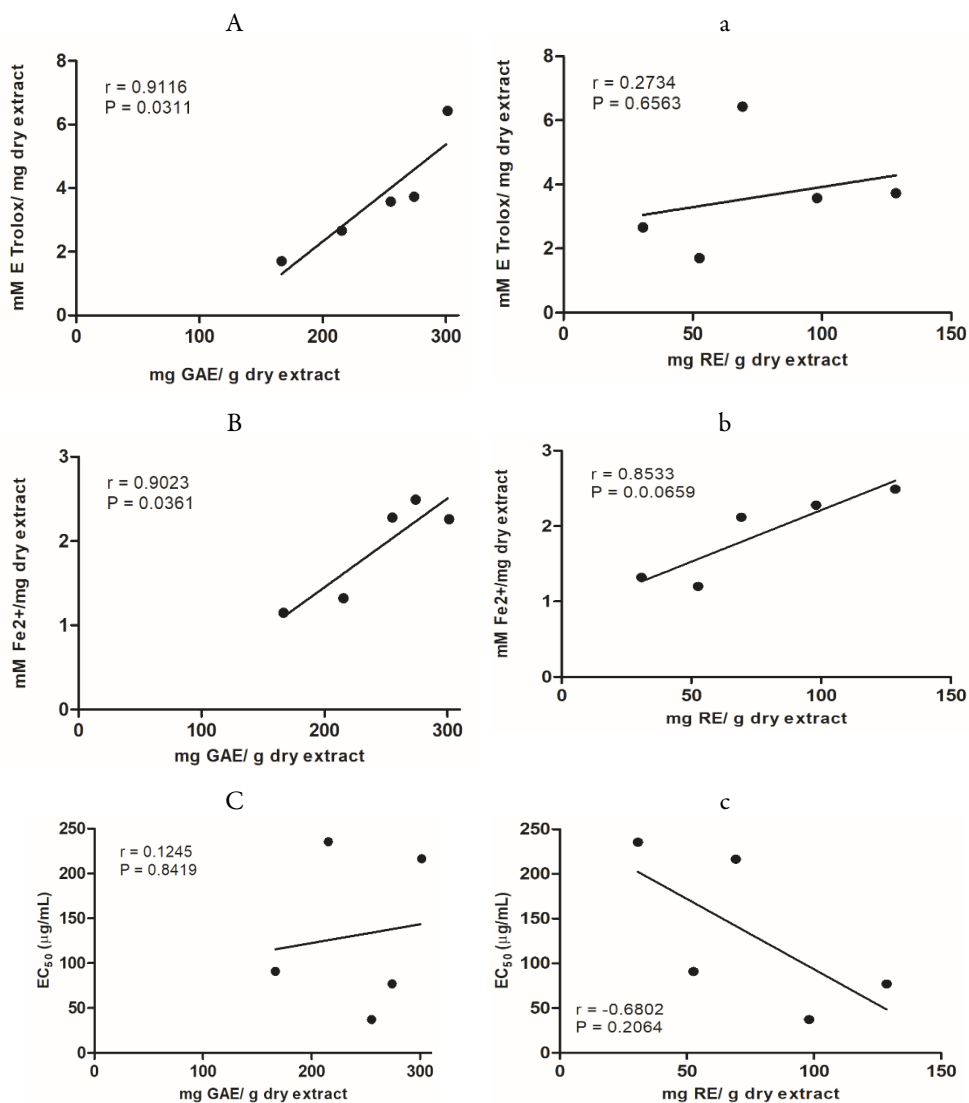 A
r = 0.9116
P = 0.0311
8
6
4
2
0
mM E Trolox/ mg dry extract
0 100 200 300
mg GAE/ g dry extract
a
r = 0.2734
P = 0.6563
8
6
4
2
0
mM E Trolox/ mg dry extract
0 50 100 150
mg RE/ g dry extract
B
r = 0.9023
P = 0.0361
3
2
1
0
mM Fe2+/mg dry extract
0 100 200 300
mg GAE/ g dry extract
b
r = 0.8533
P = 0.0.0659
3
2
1
0
mM Fe2+/mg dry extract
0 50 100 150
mg RE/ g dry extract
C
r = 0.1245
P = 0.8419
250
200
150
100
50
0
EC50 (µg/mL)
0 100 200 300
mg GAE/ g dry extract
c
250
200
150
100
50
0
EC50 (µg/mL)
r = -0.6802
P = 0.2064
0 50 100 150
mg RE/ g dry extract